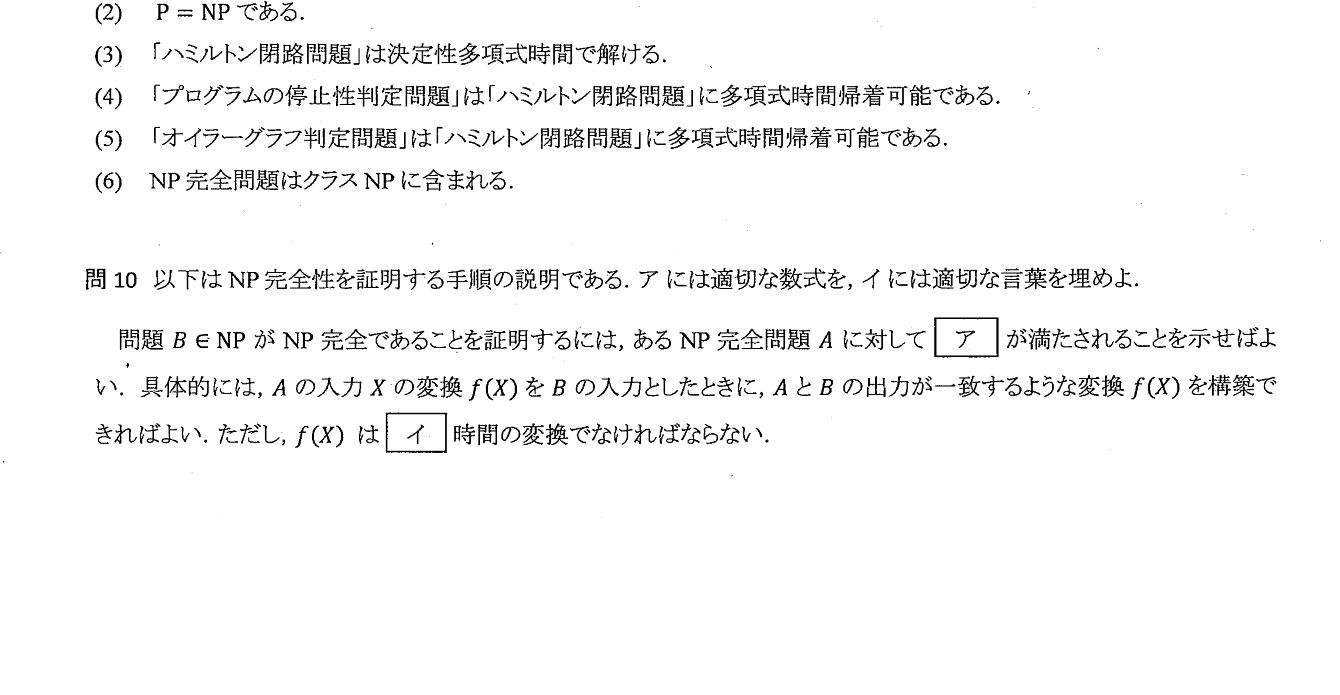 (2) P = NP である.
(3) 「ハミルトン閉路問題」は決定性多項式時間で解ける.
(4) 「プログラムの停止性判定問題」は「ハミルトン閉路問題」に多項式時間帰着可能である.
(5) 「オイラーグラフ判定問題」は「ハミルトン閉路問題」に多項式時間帰着可能である.
(6) NP 完全問題はクラス NP に含まれる.
問 10 以下は NP 完全性を証明する手順の説明である. ア には適切な数式を, イ には適切な言葉を埋めよ.
問題 B ∈ NP が NP 完全であることを証明するには, ある NP 完全問題 A に対して ア が満たされることを示せばよ
い. 具体的には, A の入力 X の変換 f(X) を B の入力としたときに, A と B の出力が一致するような変換 f(X) を構築で
きればよい. ただし, f(X) は イ 時間の変換でなければならない.